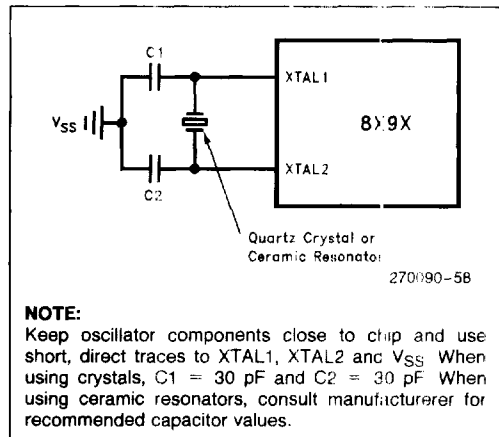 C1
XTAL1
8X9X
VSS
XTAL2
C2
Quartz Crystal or
Ceramic Resonator
270090-58
NOTE:
Keep oscillator components close to chip and use
short, direct traces to XTAL1, XTAL2 and VSS. When
using crystals, C1 = 30 pF and C2 = 30 pF. When
using ceramic resonators, consult manufacturerer for
recommended capacitor values.